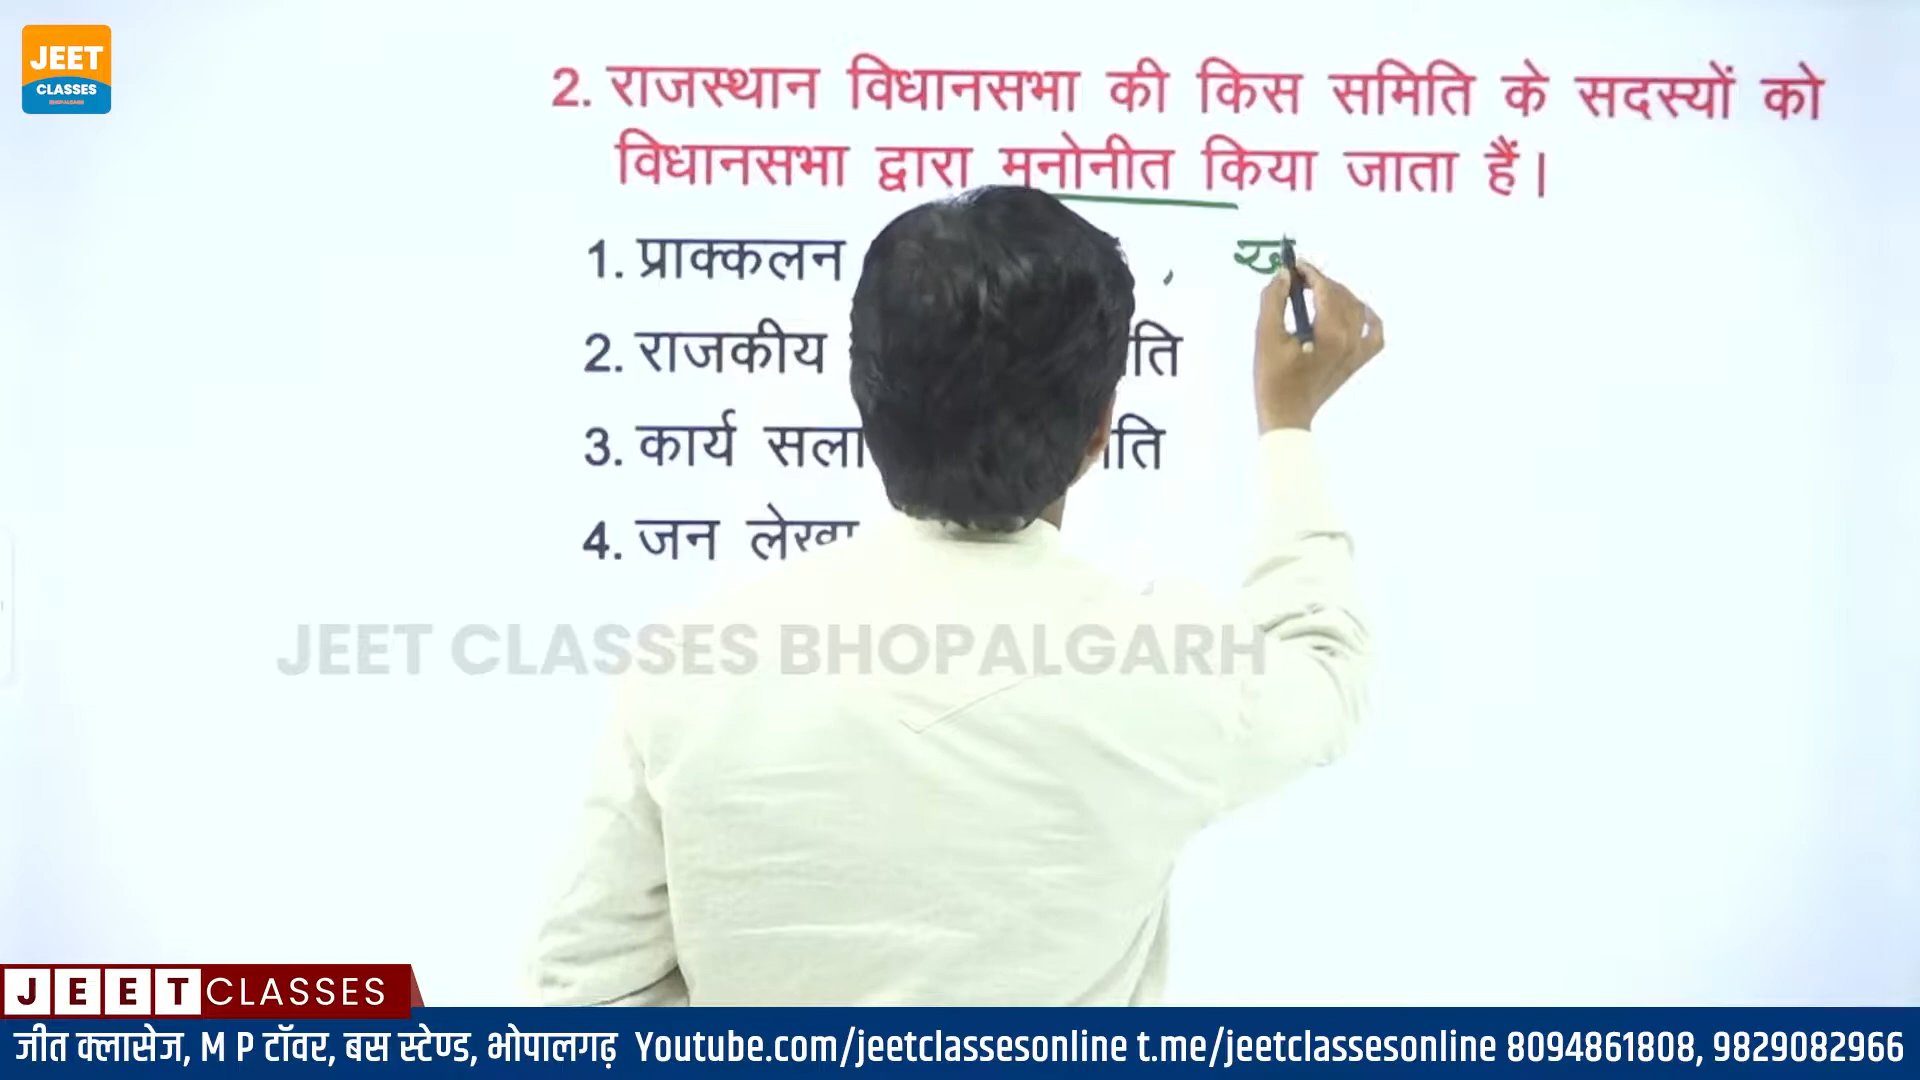 JEET
CLASSES
2. राजस्थान विधानसभा की किस समिति के सदस्यों को
विधानसभा द्वारा मनोनीत किया जाता हैं।
1. प्राक्कलन
2. राजकीय
3. कार्य
4. जन लेखा
JEET CLASSES BHOPALGARH
JEET CLASSES
जीत क्लासेज, M P टॉवर, बस स्टेण्ड, भोपालगढ़ Youtube.com/jeetclassesonline t.me/jeetclassesonline 8094861808, 9829082966